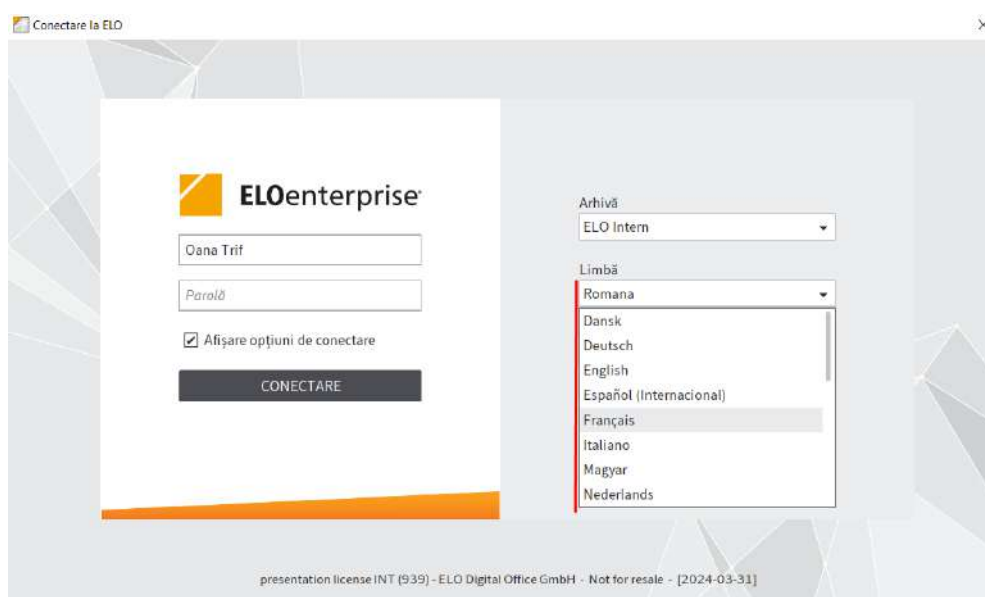 Conectare la ELO
ELOenterprise
Oana Trif
Parolă
Afișare opțiuni de conectare
CONECTARE
Arhivă
ELO Intern
Limbă
Romana
Dansk
Deutsch
English
Español (Internacional)
Français
Italiano
Magyar
Nederlands
presentation license INT (939) - ELO Digital Office GmbH - Not for resale - [2024-03-31]